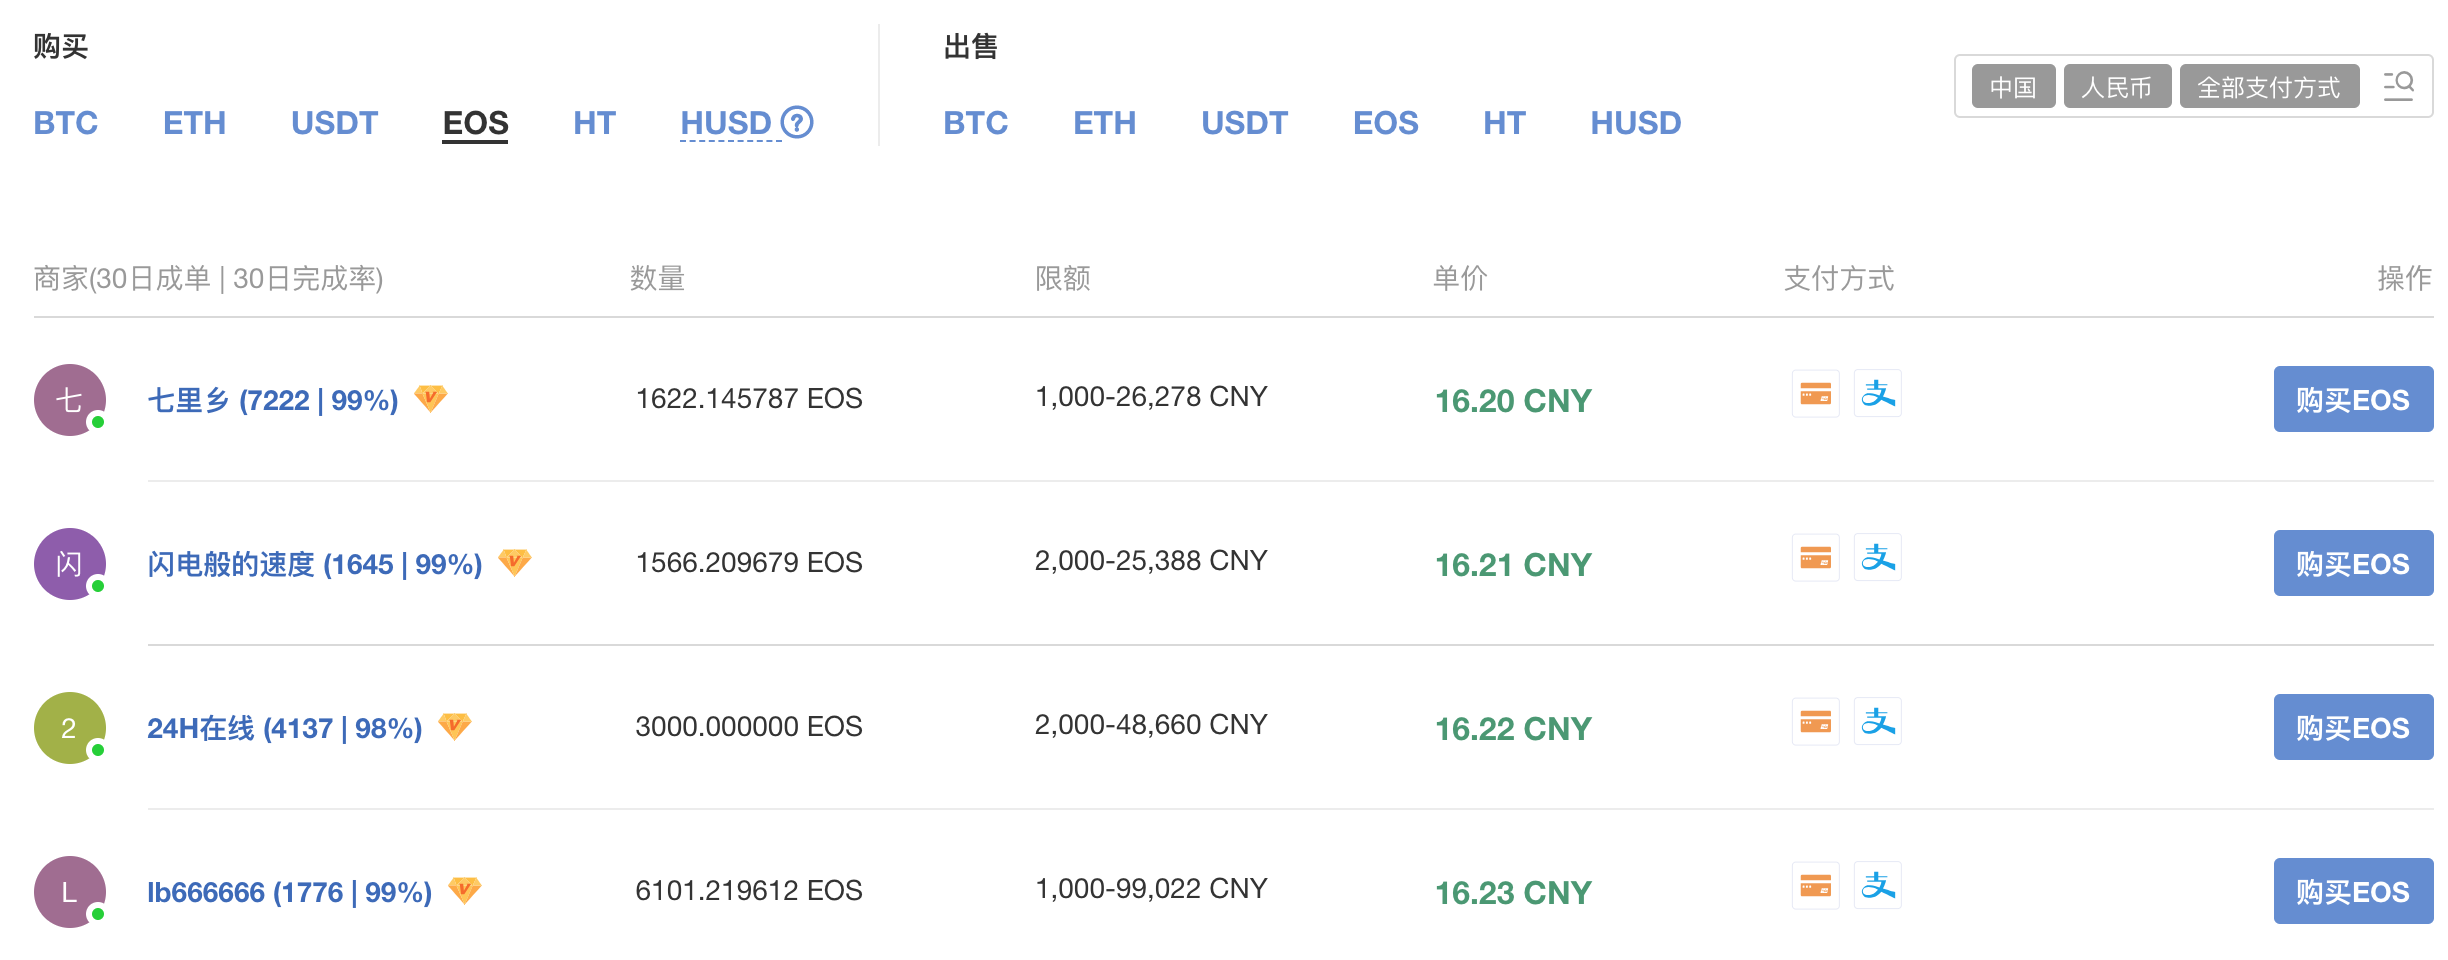 购买
BTC ETH USDT EOS HT HUSD ?
出售
BTC ETH USDT EOS HT HUSD
中国 人民币 全部支付方式
商家(30日成单 | 30日完成率) 数量 限额 单价 支付方式 操作
七 七里乡 (7222 | 99%) V 1622.145787 EOS 1,000-26,278 CNY 16.20 CNY 支 购买EOS
闪 闪电般的速度 (1645 | 99%) V 1566.209679 EOS 2,000-25,388 CNY 16.21 CNY 支 购买EOS
2 24H在线 (4137 | 98%) V 3000.000000 EOS 2,000-48,660 CNY 16.22 CNY 支 购买EOS
L lb666666 (1776 | 99%) V 6101.219612 EOS 1,000-99,022 CNY 16.23 CNY 支 购买EOS